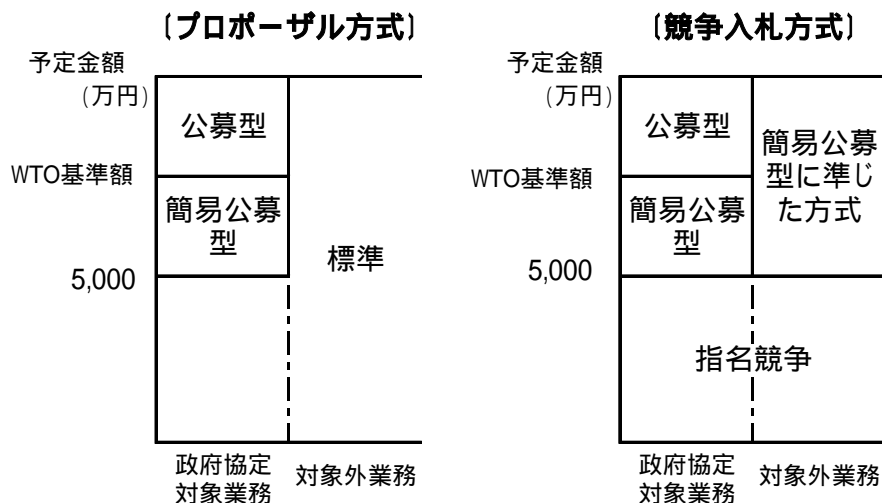 〔プロポーザル方式〕
予定金額
(万円)
公募型
WTO基準額
簡易公募
型
標準
5,000
政府協定
対象業務
対象外業務
〔競争入札方式〕
予定金額
(万円)
公募型
簡易公募
型に準じ
た方式
WTO基準額
簡易公募
型
5,000
指名競争
政府協定
対象業務
対象外業務